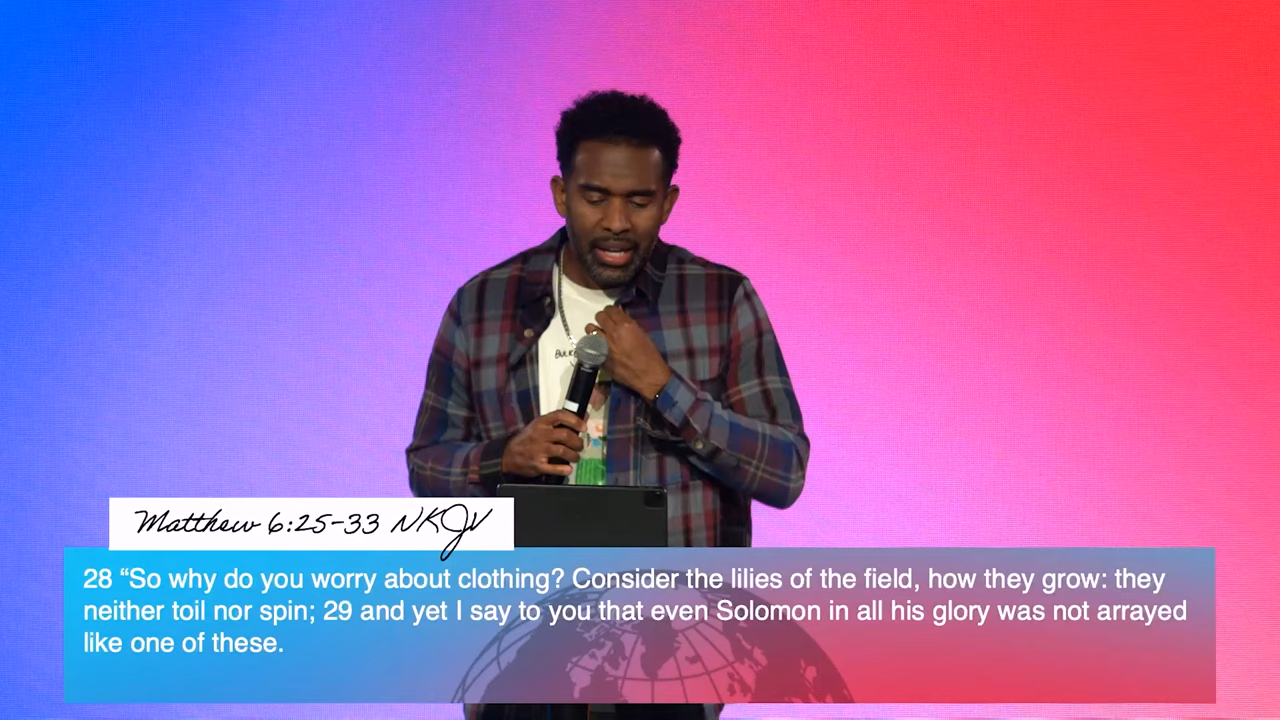 Matthew 6:25-33 NKJV
28 “So why do you worry about clothing? Consider the lilies of the field, how they grow: they
neither toil nor spin; 29 and yet I say to you that even Solomon in all his glory was not arrayed
like one of these.